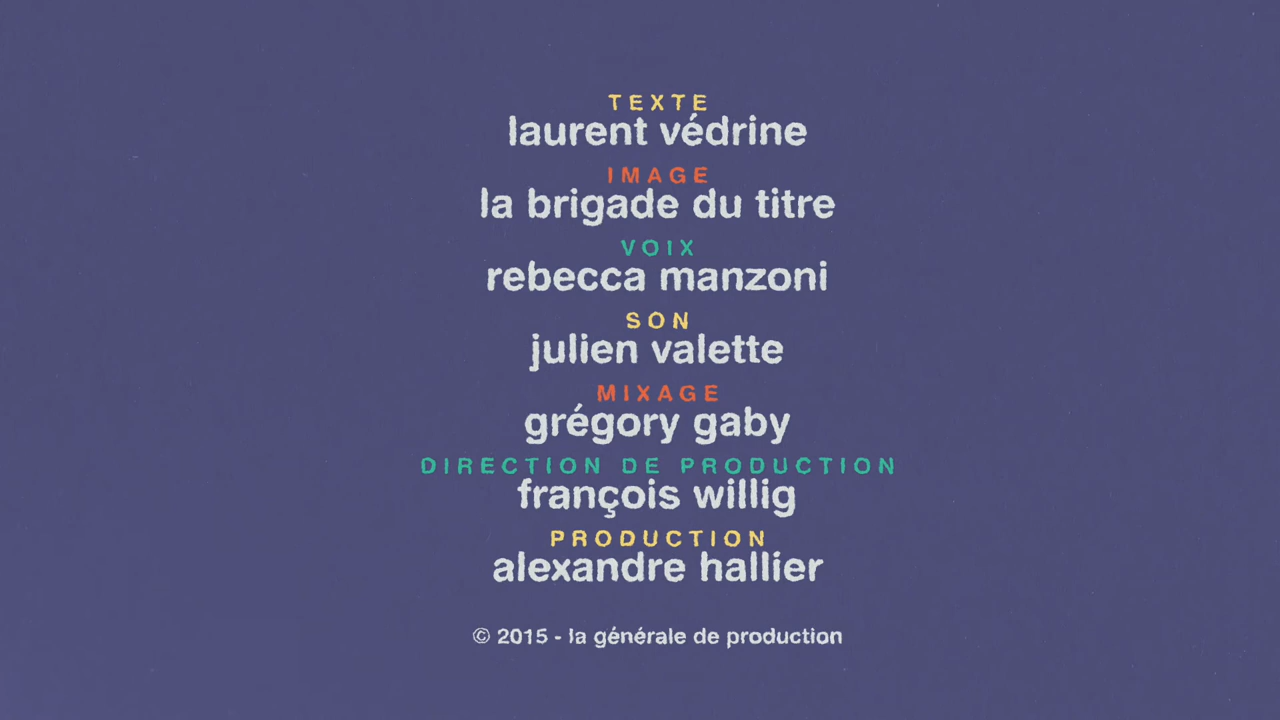 TEXTE
laurent védrine
IMAGE
la brigade du titre
VOIX
rebecca manzoni
SON
julien valette
MIXAGE
grégory gaby
DIRECTION DE PRODUCTION
françois willig
PRODUCTION
alexandre hallier
© 2015 - la générale de production